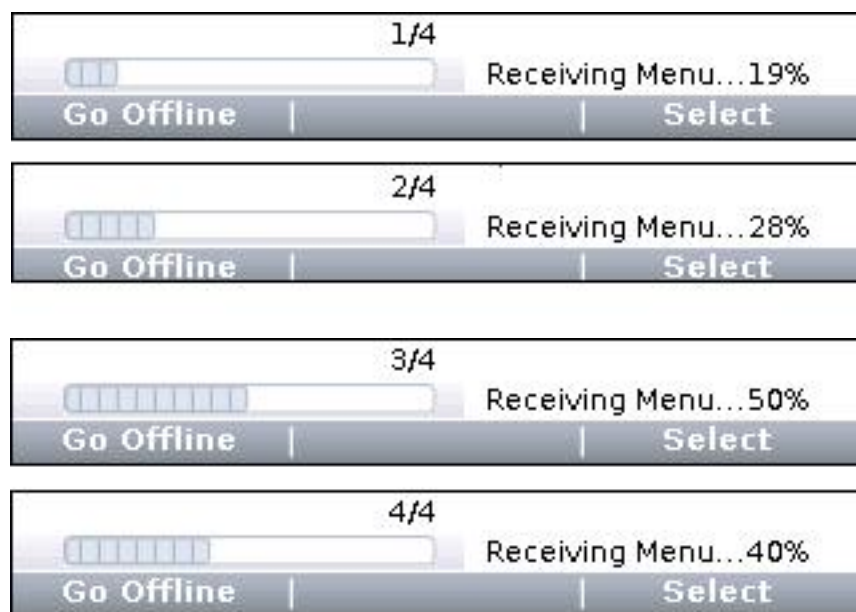 1/4
Receiving Menu...19%
Go Offline | | Select
2/4
Receiving Menu...28%
Go Offline | | Select
3/4
Receiving Menu...50%
Go Offline | | Select
4/4
Receiving Menu...40%
Go Offline | | Select